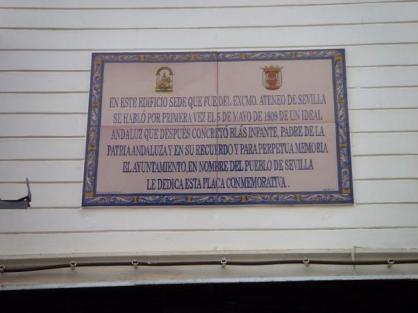 EN ESTE EDIFICIO SEDE QUE FUE DEL EXCMO. ATENEO DE SEVILLA
SE HABLÓ POR PRIMERA VEZ EL 5 DE MAYO DE 1909 DE UN IDEAL
ANDALUZ QUE DESPUÉS CONCRETÓ BLÁS INFANTE, PADRE DE LA
PATRIA ANDALUZA Y EN SU RECUERDO Y PARA PERPETUA MEMORIA
EL AYUNTAMIENTO, EN NOMBRE DEL PUEBLO DE SEVILLA
LE DEDICA ESTA PLACA CONMEMORATIVA.